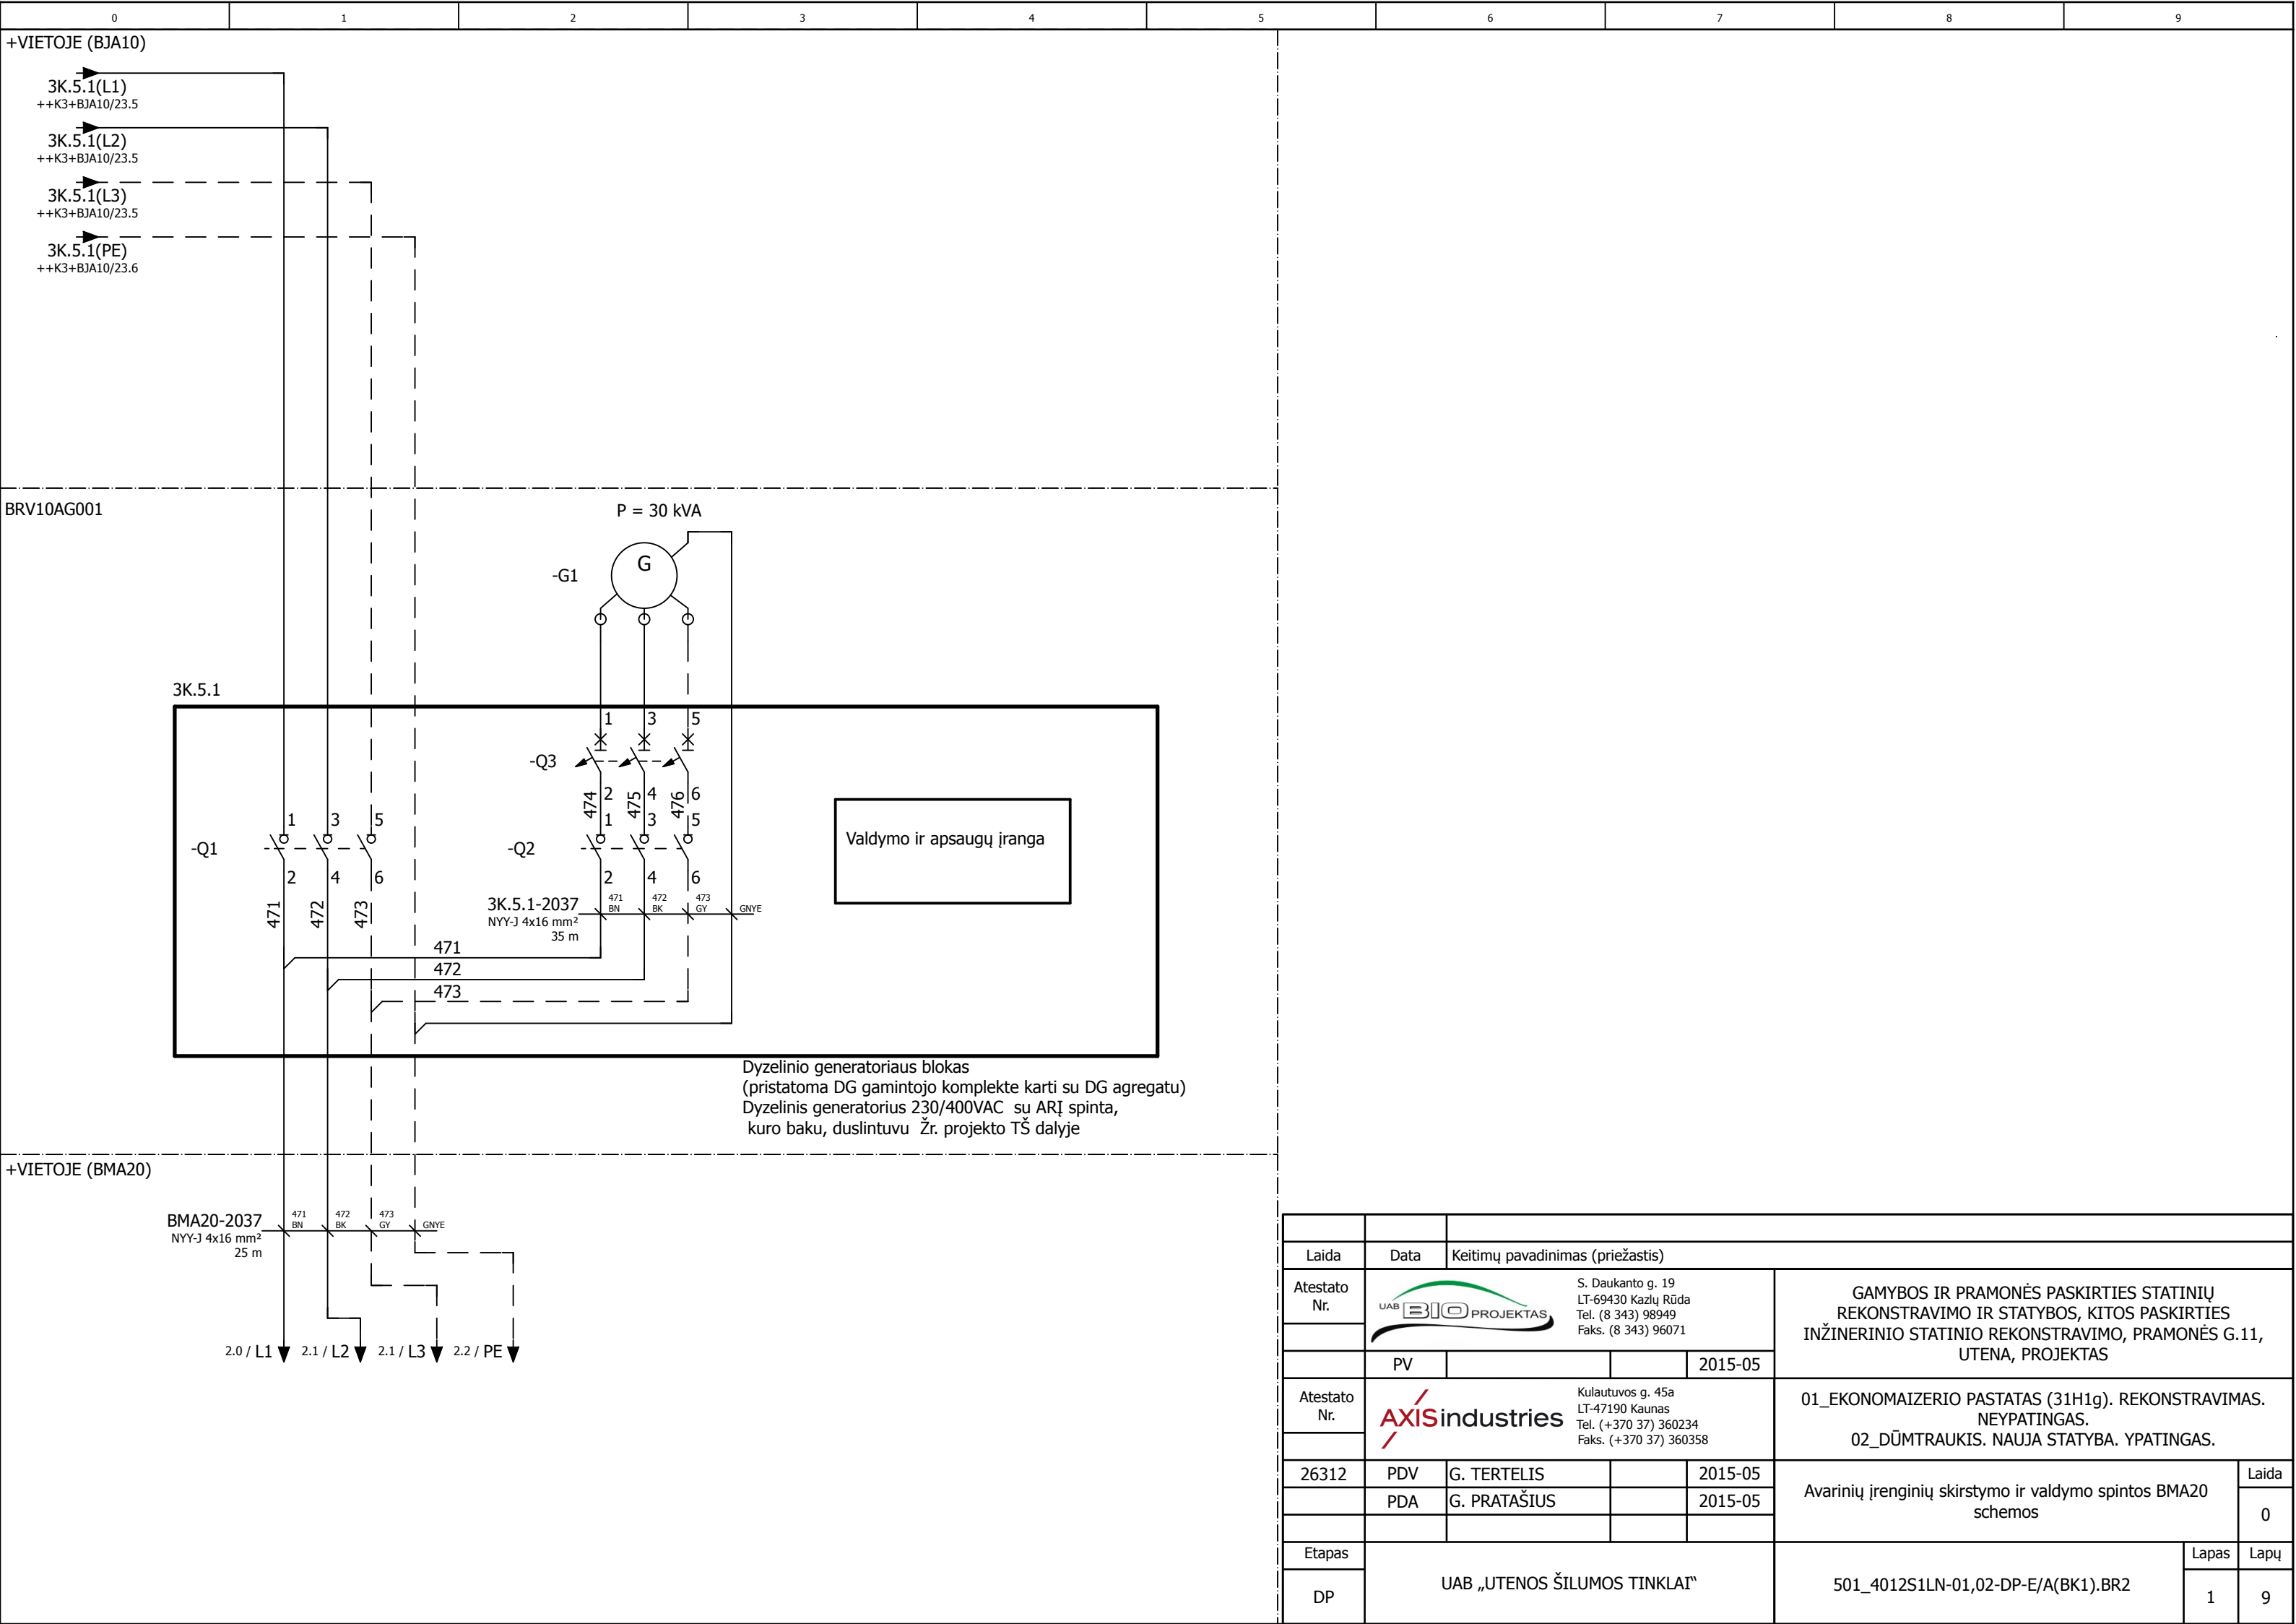 0 1 2 3 4 5 6 7 8 9
+VIETOJE (BJA10)
3K.5.1(L1)
++K3+BJA10/23.5
3K.5.1(L2)
++K3+BJA10/23.5
3K.5.1(L3)
++K3+BJA10/23.5
3K.5.1(PE)
++K3+BJA10/23.6
BRV10AG001
P = 30 kVA
G
-G1
3K.5.1
1 3 5
-Q3
474 2 475 4 476 6
1 3 5
-Q1
2 4 6
471 472 473
1 3 5
-Q2
2 4 6
3K.5.1-2037
NYY-J 4x16 mm²
35 m
471 472 473
BN BK GY GNYE
471
472
473
Valdymo ir apsaugų įranga
Dyzelinio generatoriaus blokas
(pristatoma DG gamintojo komplekte karti su DG agregatu)
Dyzelinis generatorius 230/400VAC su ARĮ spinta,
kuro baku, duslintuvu Žr. projekto TŠ dalyje
+VIETOJE (BMA20)
BMA20-2037
NYY-J 4x16 mm²
25 m
471 472 473
BN BK GY GNYE
2.0 / L1 2.1 / L2 2.1 / L3 2.2 / PE
Laida Data Keitimų pavadinimas (priežastis)
Atestato
Nr.
UAB BIO PROJEKTAS
S. Daukanto g. 19
LT-69430 Kazlų Rūda
Tel. (8 343) 98949
Faks. (8 343) 96071
PV 2015-05
GAMYBOS IR PRAMONĖS PASKIRTIES STATINIŲ
REKONSTRAVIMO IR STATYBOS, KITOS PASKIRTIES
INŽINERINIO STATINIO REKONSTRAVIMO, PRAMONĖS G.11,
UTENA, PROJEKTAS
Atestato
Nr.
AXIS industries
Kulautuvos g. 45a
LT-47190 Kaunas
Tel. (+370 37) 360234
Faks. (+370 37) 360358
01_EKONOMAIZERIO PASTATAS (31H1g). REKONSTRAVIMAS.
NEYPATINGAS.
02_DŪMTRAUKIS. NAUJA STATYBA. YPATINGAS.
26312 PDV G. TERTELIS 2015-05
PDA G. PRATAŠIUS 2015-05
Avarinių įrenginių skirstymo ir valdymo spintos BMA20
schemos
Laida
0
Etapas
DP
UAB „UTENOS ŠILUMOS TINKLAI“
501_4012S1LN-01,02-DP-E/A(BK1).BR2
Lapas Lapų
1 9